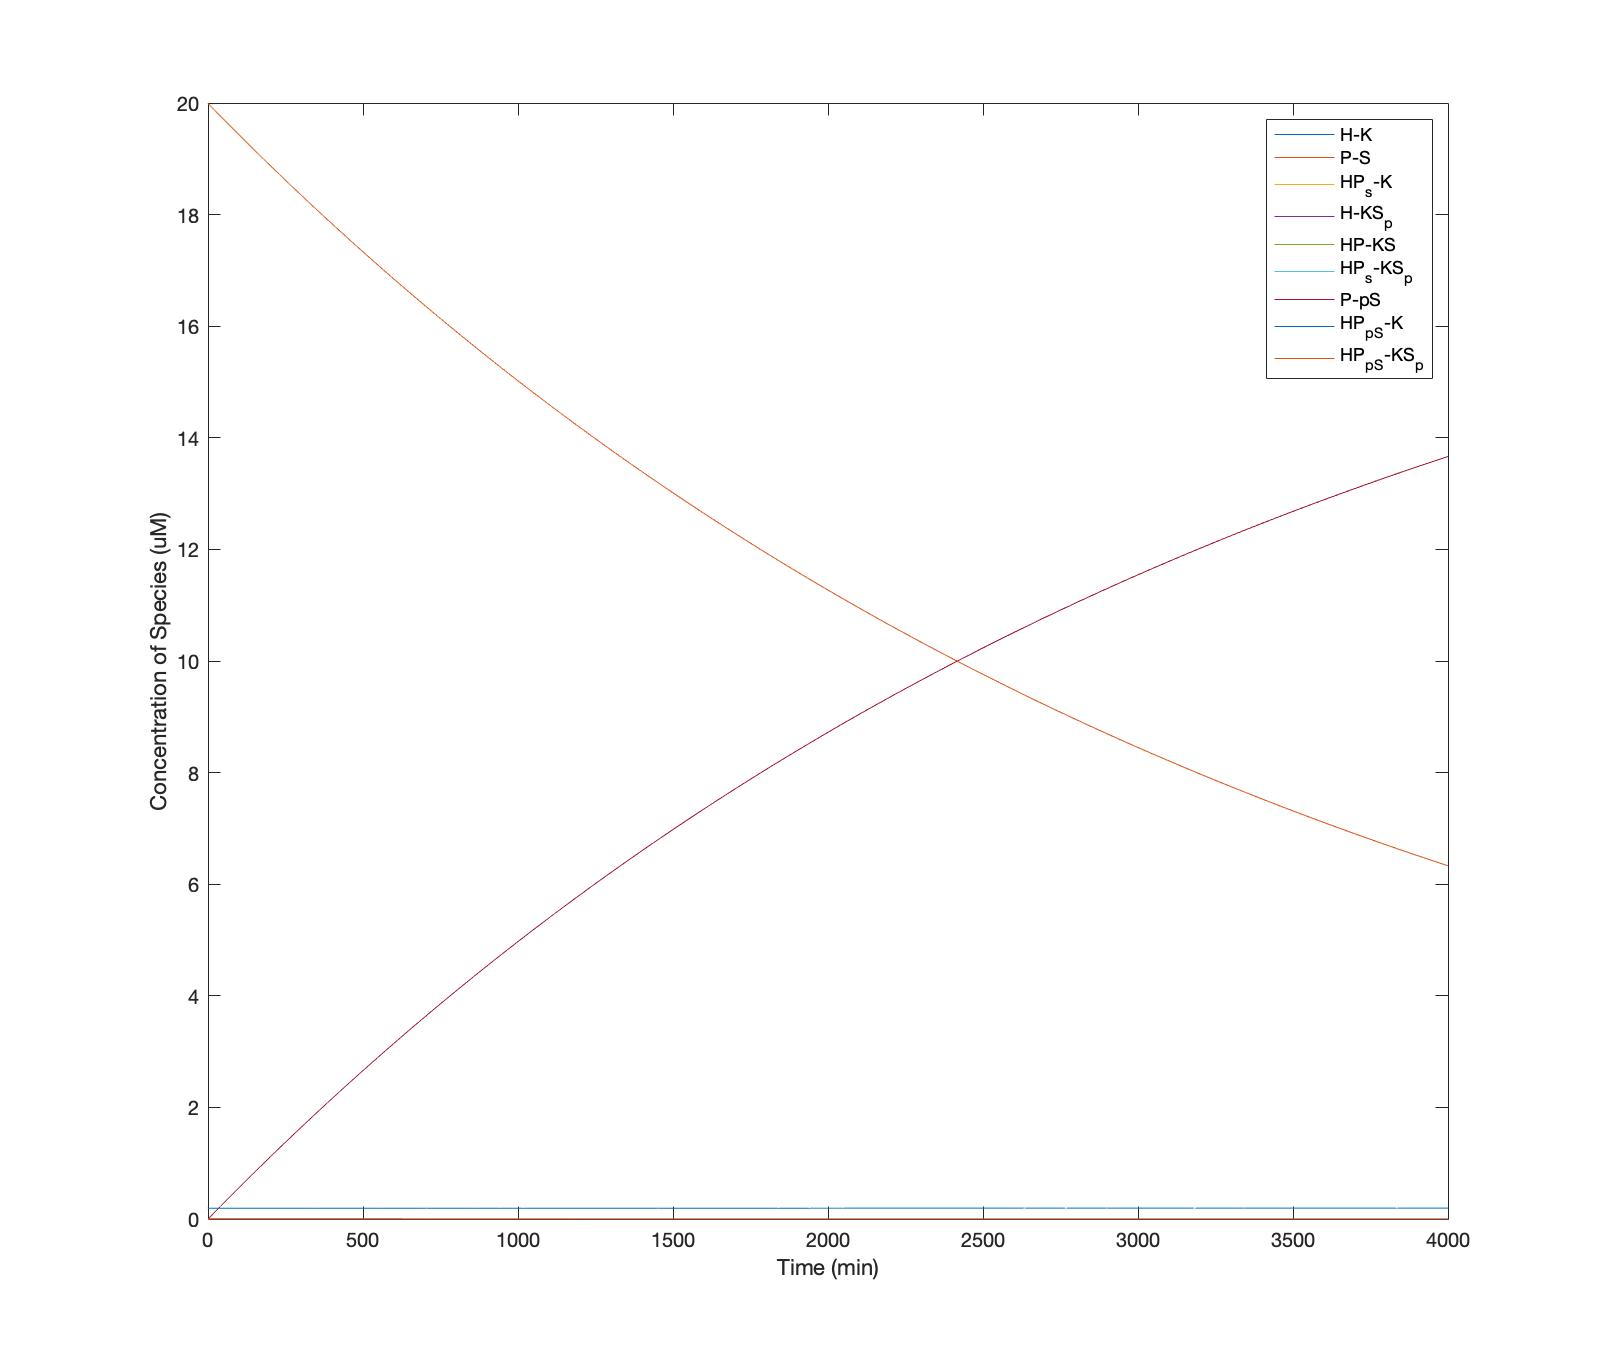 20
18
16
14
12
10
8
6
4
2
0
Concentration of Species (uM)
0 500 1000 1500 2000 2500 3000 3500 4000
Time (min)
H-K
P-S
HPs-K
H-KSp
HP-KS
HPs-KSp
P-pS
HPpS-K
HPpS-KSp